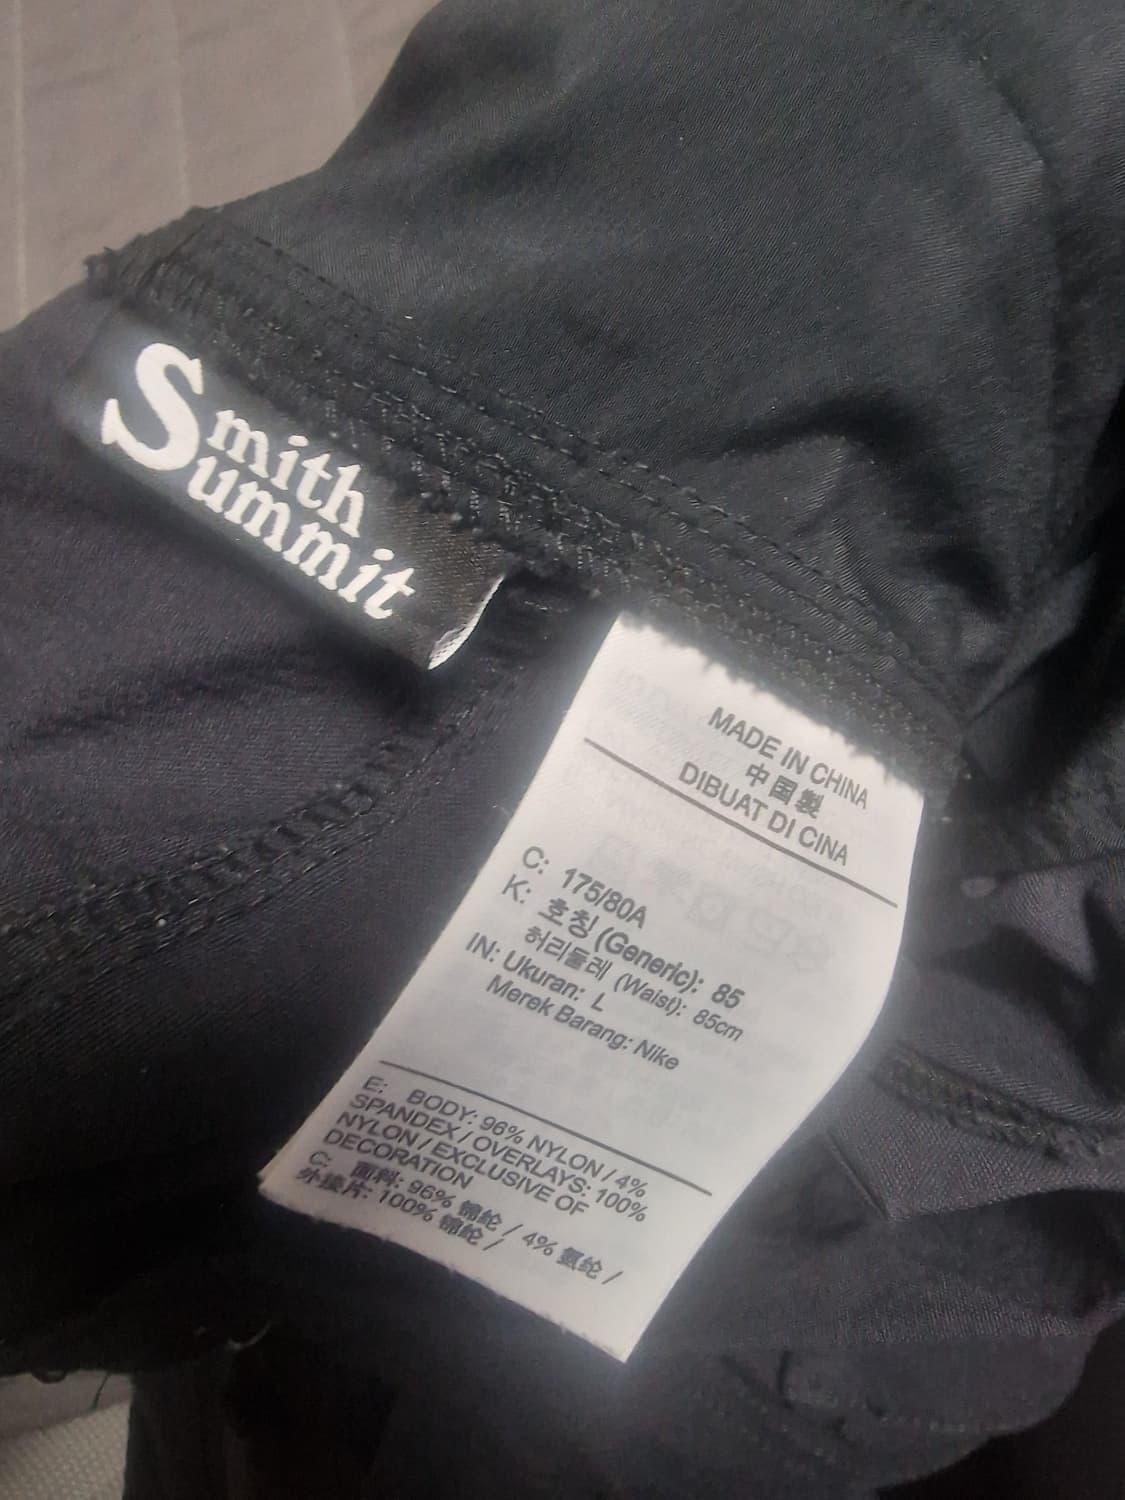 Smith
Summit
MADE IN CHINA
中国製
DIBUAT DI CINA
C: 175/80A
K: 호칭 (Generic): 85
허리둘레 (Waist): 85cm
IN: Ukuran: L
Merek Barang: Nike
E: BODY: 96% NYLON / 4%
SPANDEX / OVERLAYS: 100%
NYLON / EXCLUSIVE OF
DECORATION
C: 面料: 96% 锦纶 / 4% 氨纶 /
外接片: 100% 锦纶 /